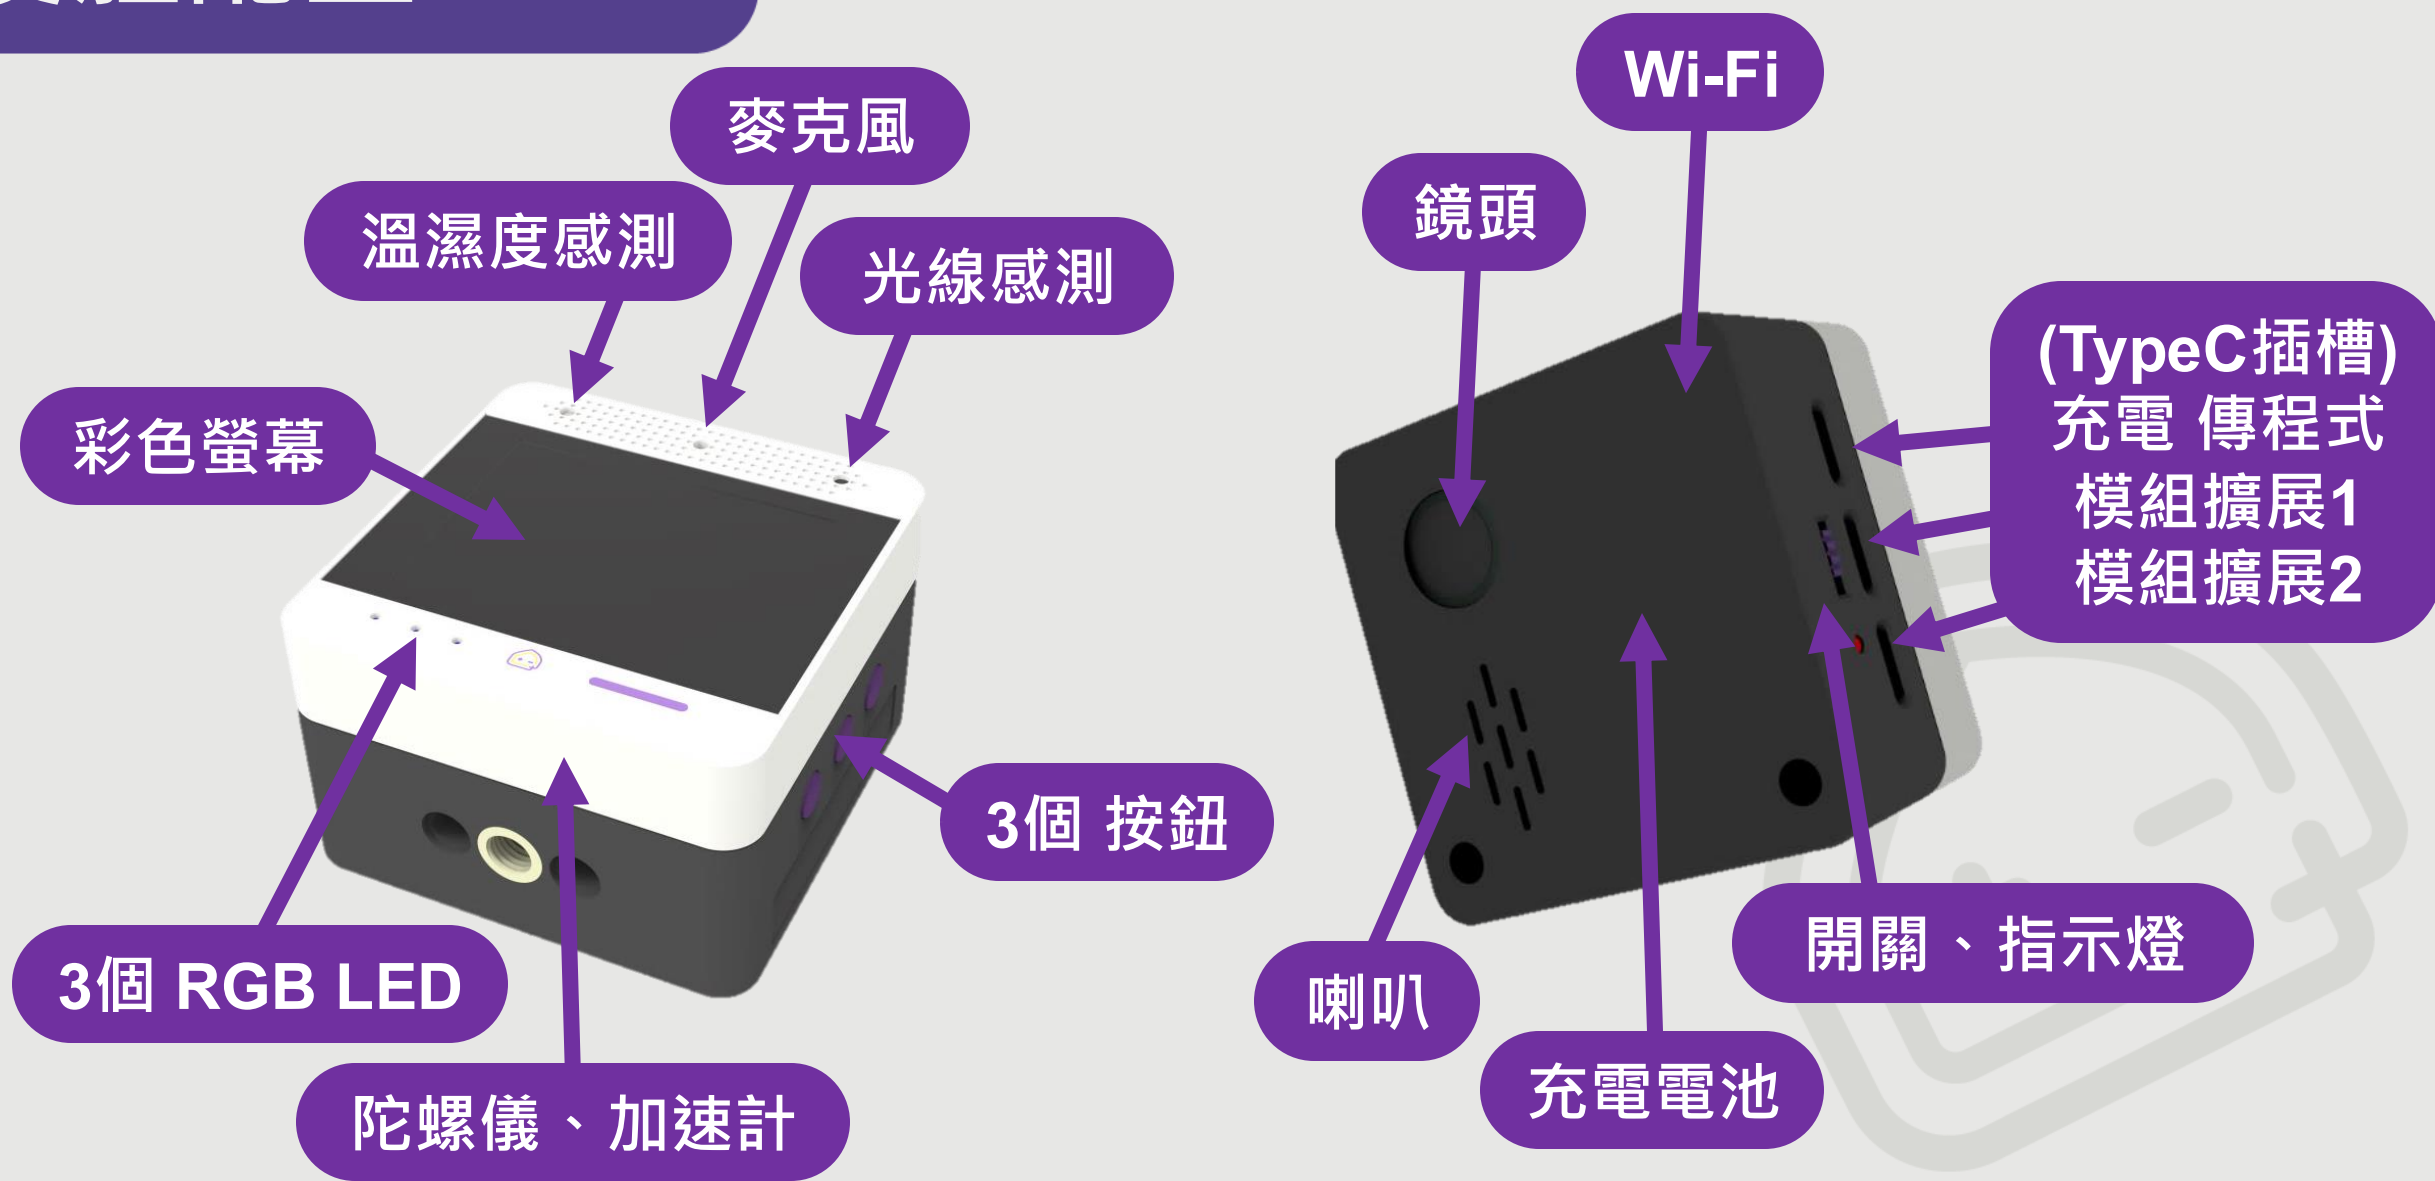 麥克風
溫濕度感測
光線感測
彩色螢幕
3個 按鈕
3個 RGB LED
陀螺儀、加速計
Wi-Fi
鏡頭
(TypeC插槽)
充電 傳程式
模組擴展1
模組擴展2
開關、指示燈
喇叭
充電電池